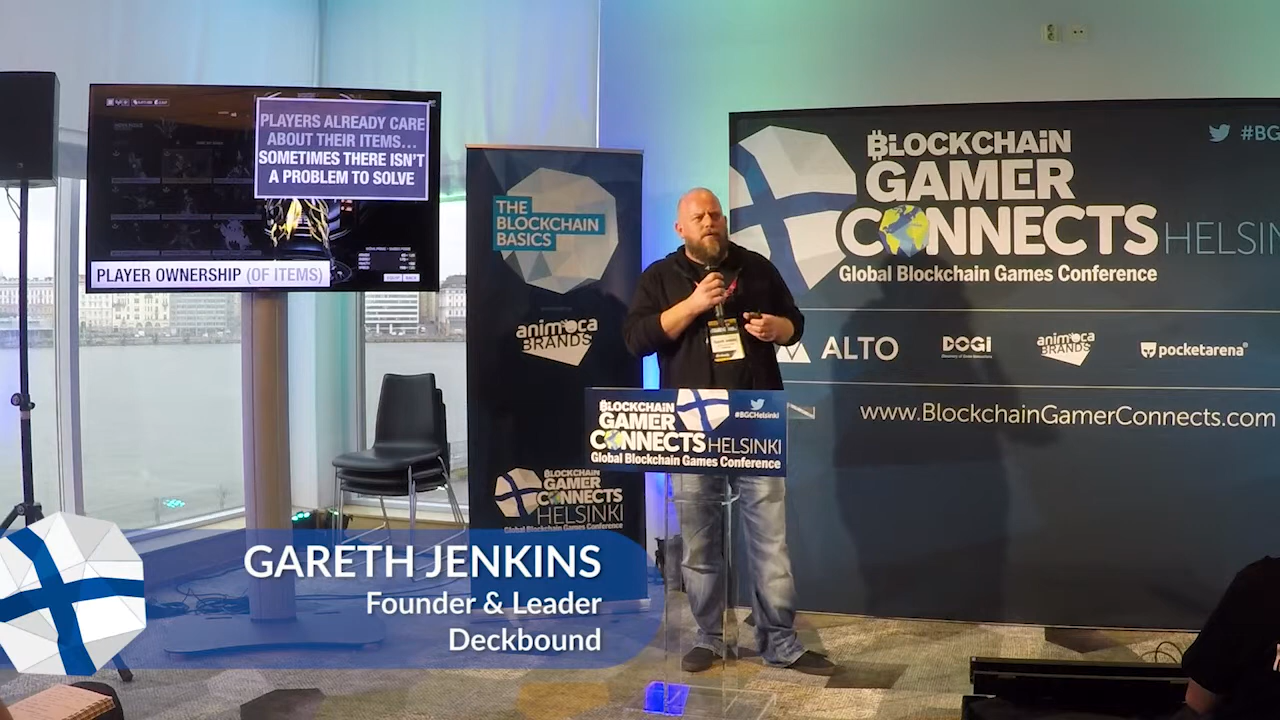 PLAYERS ALREADY CARE
ABOUT THEIR ITEMS...
SOMETIMES THERE ISN'T
A PROBLEM TO SOLVE
PLAYER OWNERSHIP (OF ITEMS)
THE
BLOCKCHAIN
BASICS
ANIMOCA
BRANDS
BLOCKCHAIN
GAMER
CONNECTS
HELSINKI
Global Blockchain Games Conference
BLOCKCHAIN
GAMER
CONNECTS HELSINKI
Global Blockchain Games Conference
#BGCHelsinki
#BG
BLOCKCHAIN
GAMER
CONNECTS HELSIN
Global Blockchain Games Conference
ALTO
DOGI
ANIMOCA
BRANDS
pocketarena
www.BlockchainGamerConnects.com
GARETH JENKINS
Founder & Leader
Deckbound